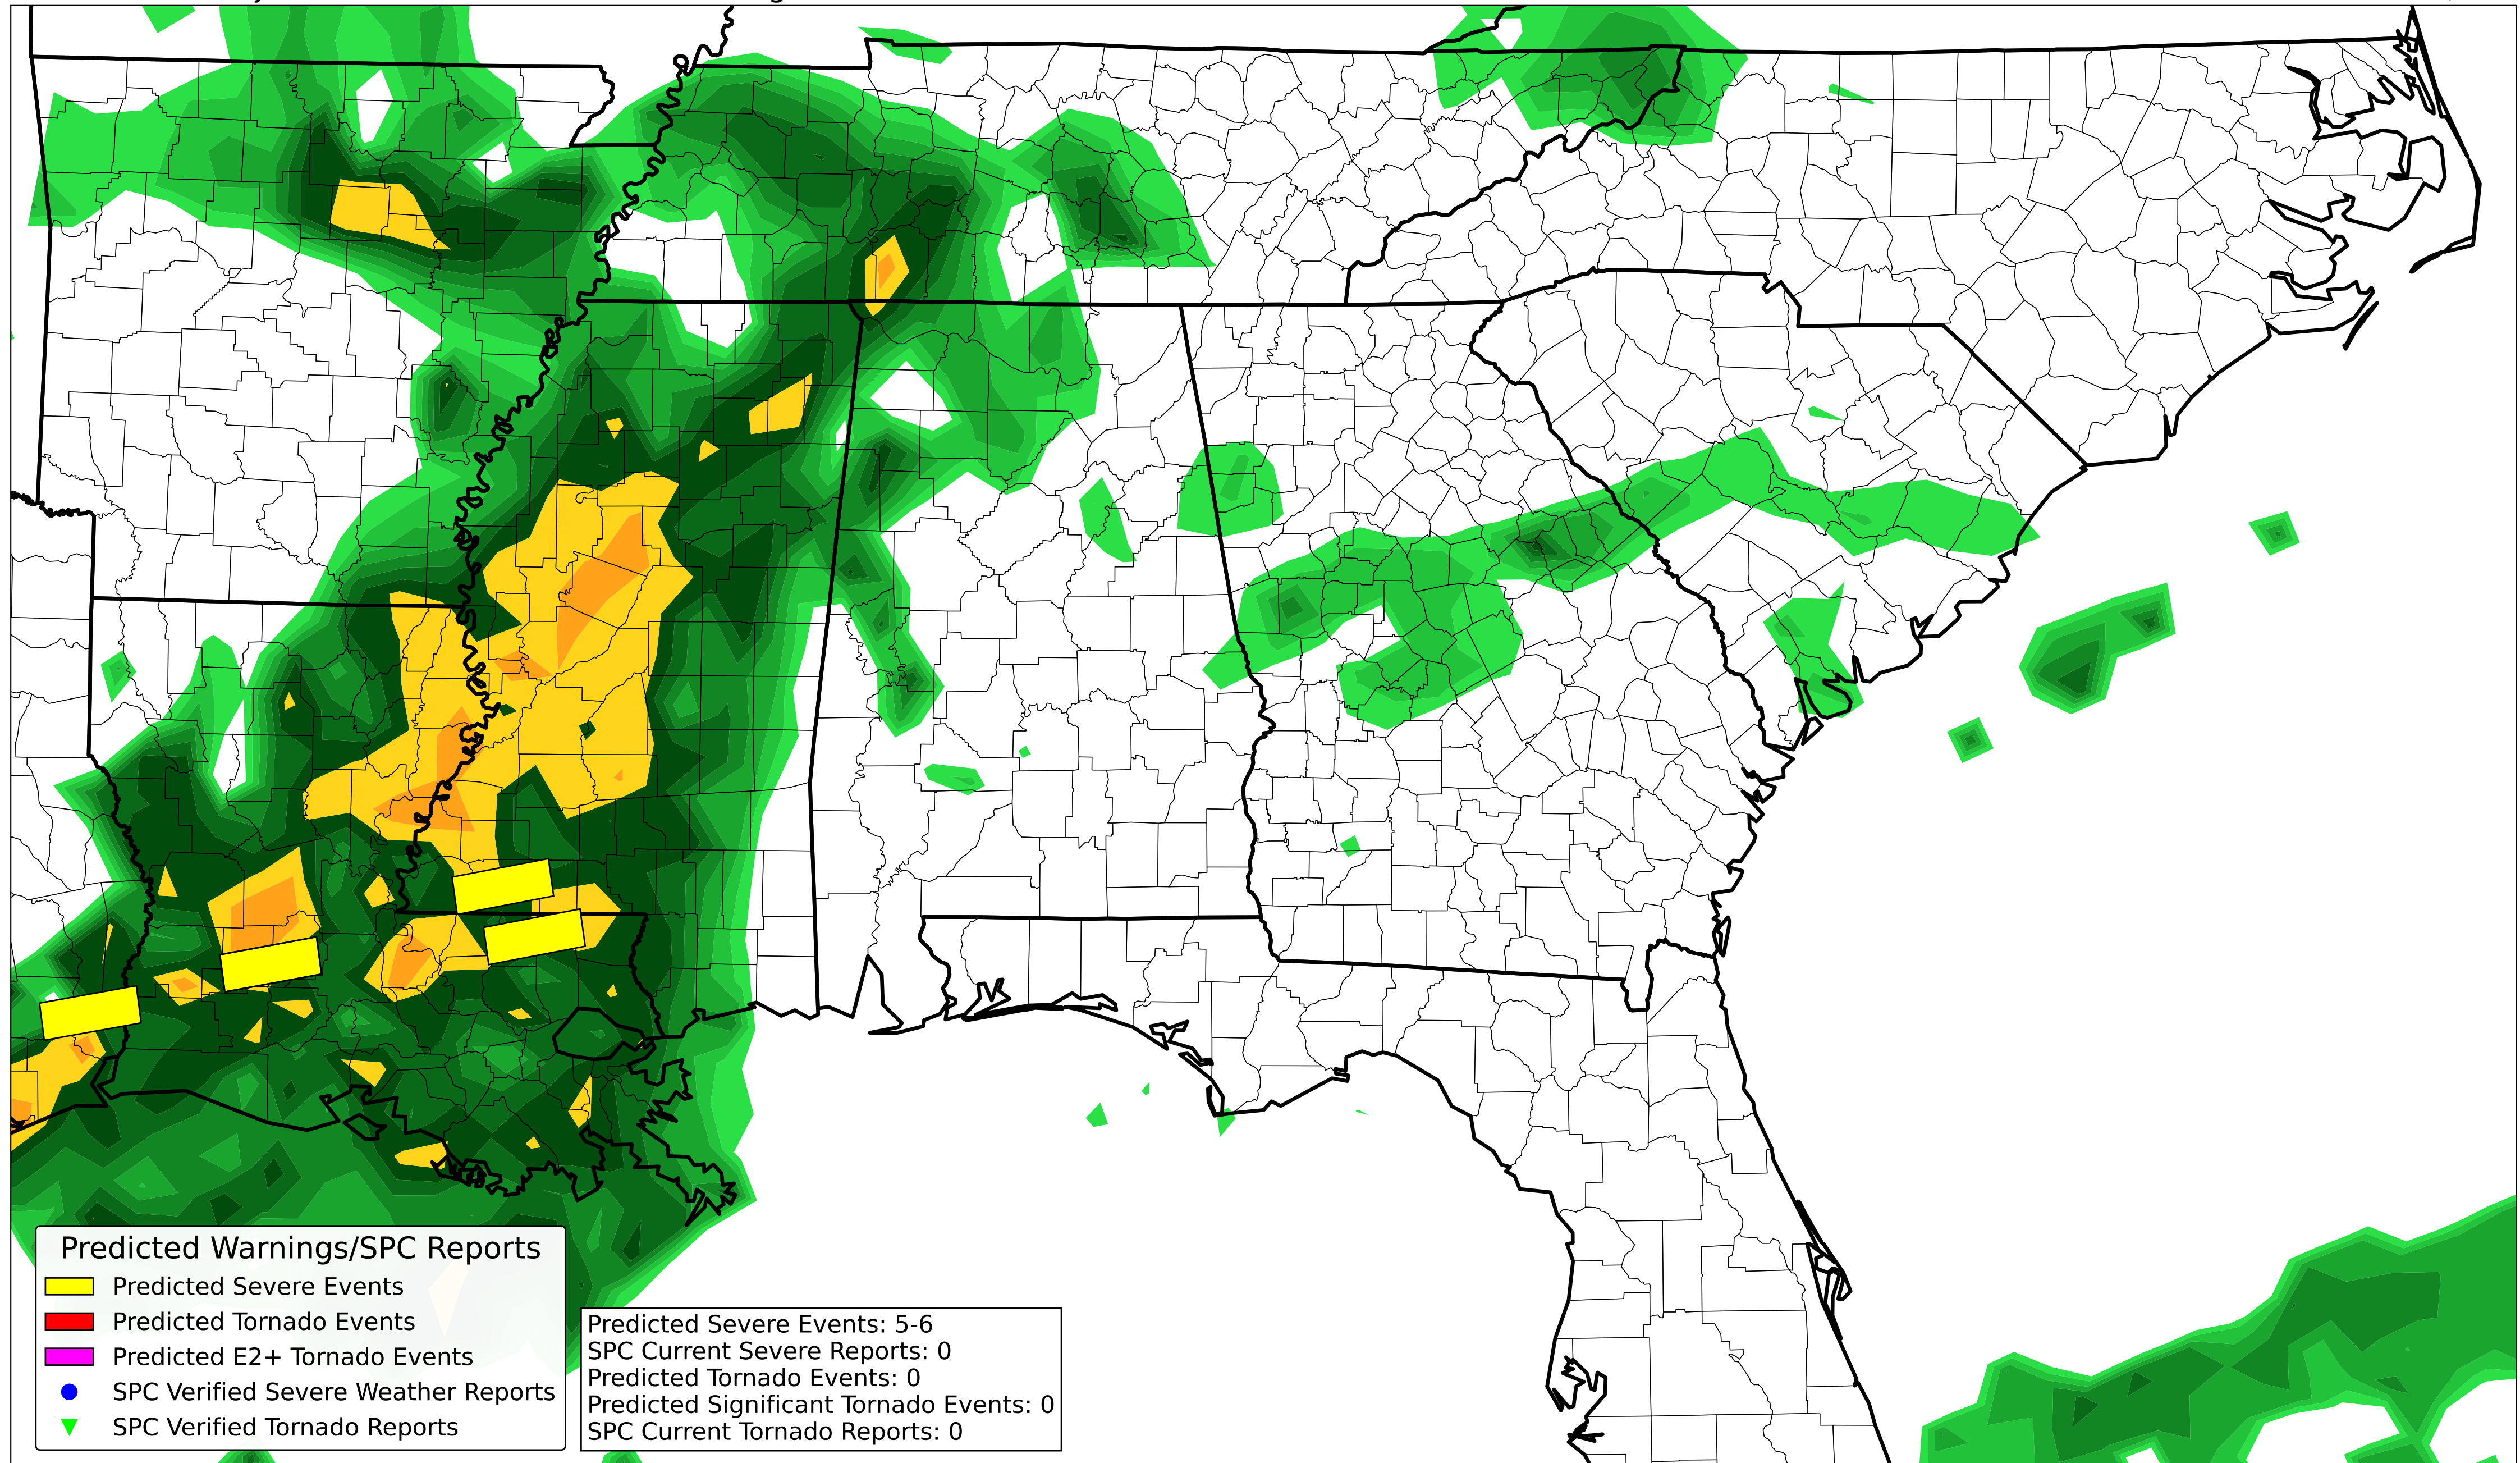 Predicted Warnings/SPC Reports
Predicted Severe Events
Predicted Tornado Events
Predicted E2+ Tornado Events
SPC Verified Severe Weather Reports
SPC Verified Tornado Reports
Predicted Severe Events: 5-6
SPC Current Severe Reports: 0
Predicted Tornado Events: 0
Predicted Significant Tornado Events: 0
SPC Current Tornado Reports: 0